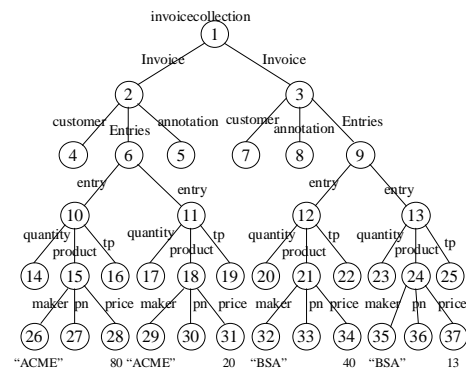 invoicecollection
1
Invoice Invoice
2 3
customer Entries annotation customer annotation Entries
4 6 5 7 8 9
entry entry entry entry
10 11 12 13
quantity product tp quantity product tp quantity product tp quantity product tp
14 15 16 17 18 19 20 21 22 23 24 25
maker pn price maker pn price maker pn price maker pn price
26 27 28 29 30 31 32 33 34 35 36 37
“ACME” 80 “ACME” 20 “BSA” 40 “BSA” 13